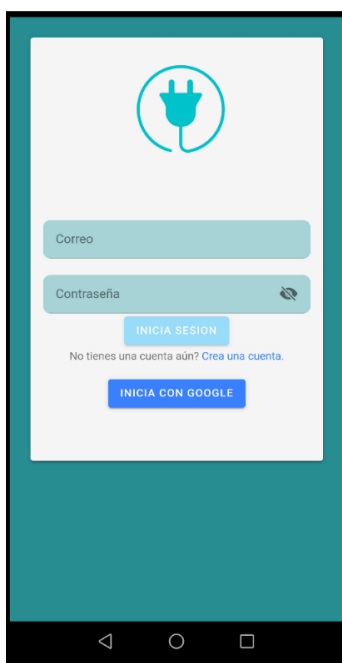 Correo
Contraseña
INICIA SESION
No tienes una cuenta aún? Crea una cuenta.
INICIA CON GOOGLE